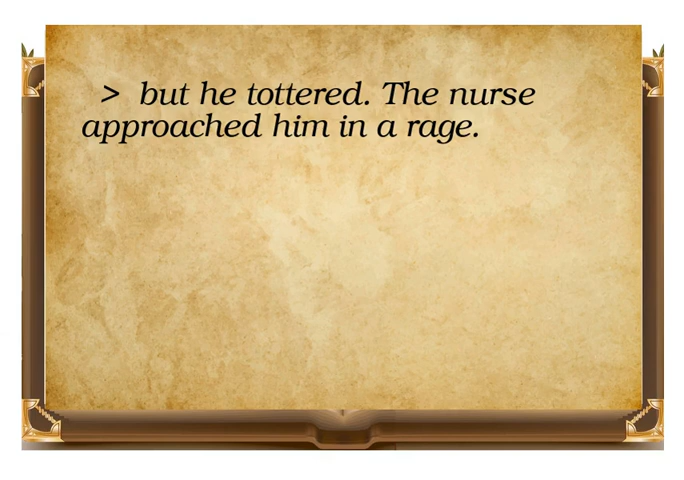 > but he tottered. The nurse
approached him in a rage.